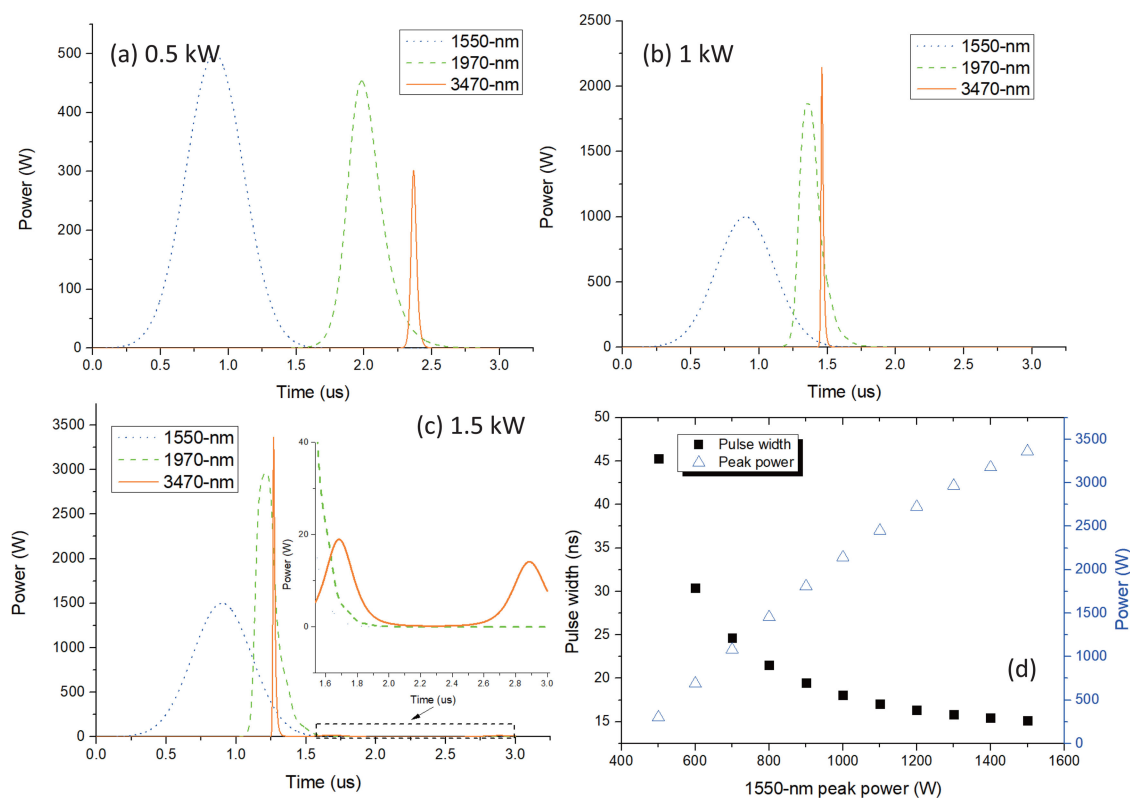 (a) 0.5 kW
1550-nm
1970-nm
3470-nm
500
400
300
200
100
0
Power (W)
0.0 0.5 1.0 1.5 2.0 2.5 3.0
Time (us)
(b) 1 kW
1550-nm
1970-nm
3470-nm
2500
2000
1500
1000
500
0
Power (W)
0.0 0.5 1.0 1.5 2.0 2.5 3.0
Time (us)
(c) 1.5 kW
1550-nm
1970-nm
3470-nm
3500
3000
2500
2000
1500
1000
500
0
Power (W)
0.0 0.5 1.0 1.5 2.0 2.5 3.0
Time (us)
40
20
0
Power (W)
1.6 1.8 2.0 2.2 2.4 2.6 2.8 3.0
Time (us)
Pulse width
Peak power
(d)
50
45
40
35
30
25
20
15
Pulse width (ns)
400 600 800 1000 1200 1400 1600
1550-nm peak power (W)
3500
3000
2500
2000
1500
1000
500
0
Power (W)